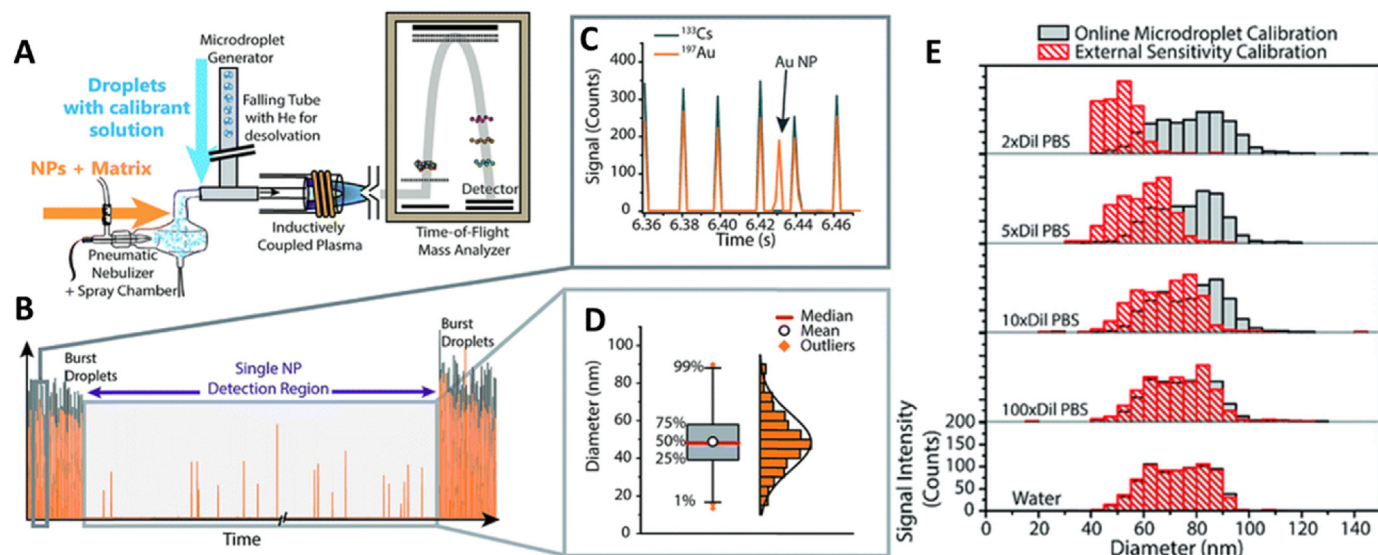 A
Microdroplet
Generator
Droplets
with calibrant
solution
Falling Tube
with He for
desolvation
NPs + Matrix
Pneumatic
Nebulizer
+ Spray Chamber
Inductively
Coupled Plasma
Detector
Time-of-Flight
Mass Analyzer
B
Burst
Droplets
Single NP
Detection Region
Burst
Droplets
Time
C
133Cs
197Au
Au NP
Signal (Counts)
400
300
200
100
0
6.36 6.38 6.40 6.42 6.44 6.46
Time (s)
D
Median
Mean
Outliers
Diameter (nm)
100
80
60
40
20
0
99%
75%
50%
25%
1%
E
Online Microdroplet Calibration
External Sensitivity Calibration
2xDil PBS
5xDil PBS
10xDil PBS
100xDil PBS
Water
Signal Intensity
(Counts)
200
150
100
50
0
0 20 40 60 80 100 120 140
Diameter (nm)